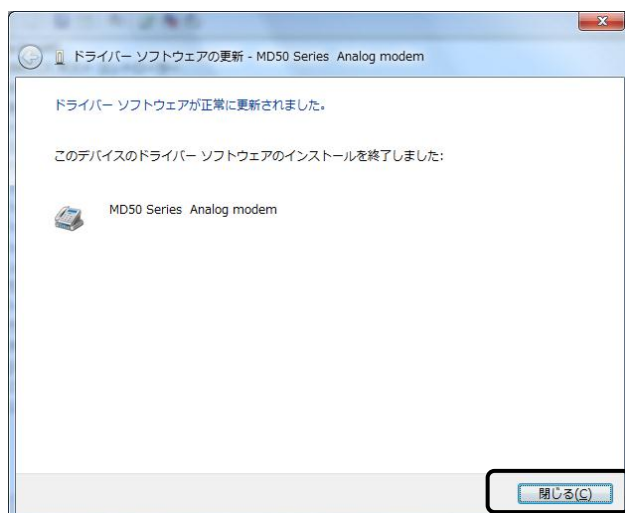 ドライバー ソフトウェアの更新 - MD50 Series Analog modem
ドライバー ソフトウェアが正常に更新されました。
このデバイスのドライバー ソフトウェアのインストールを終了しました:
MD50 Series Analog modem
閉じる(C)